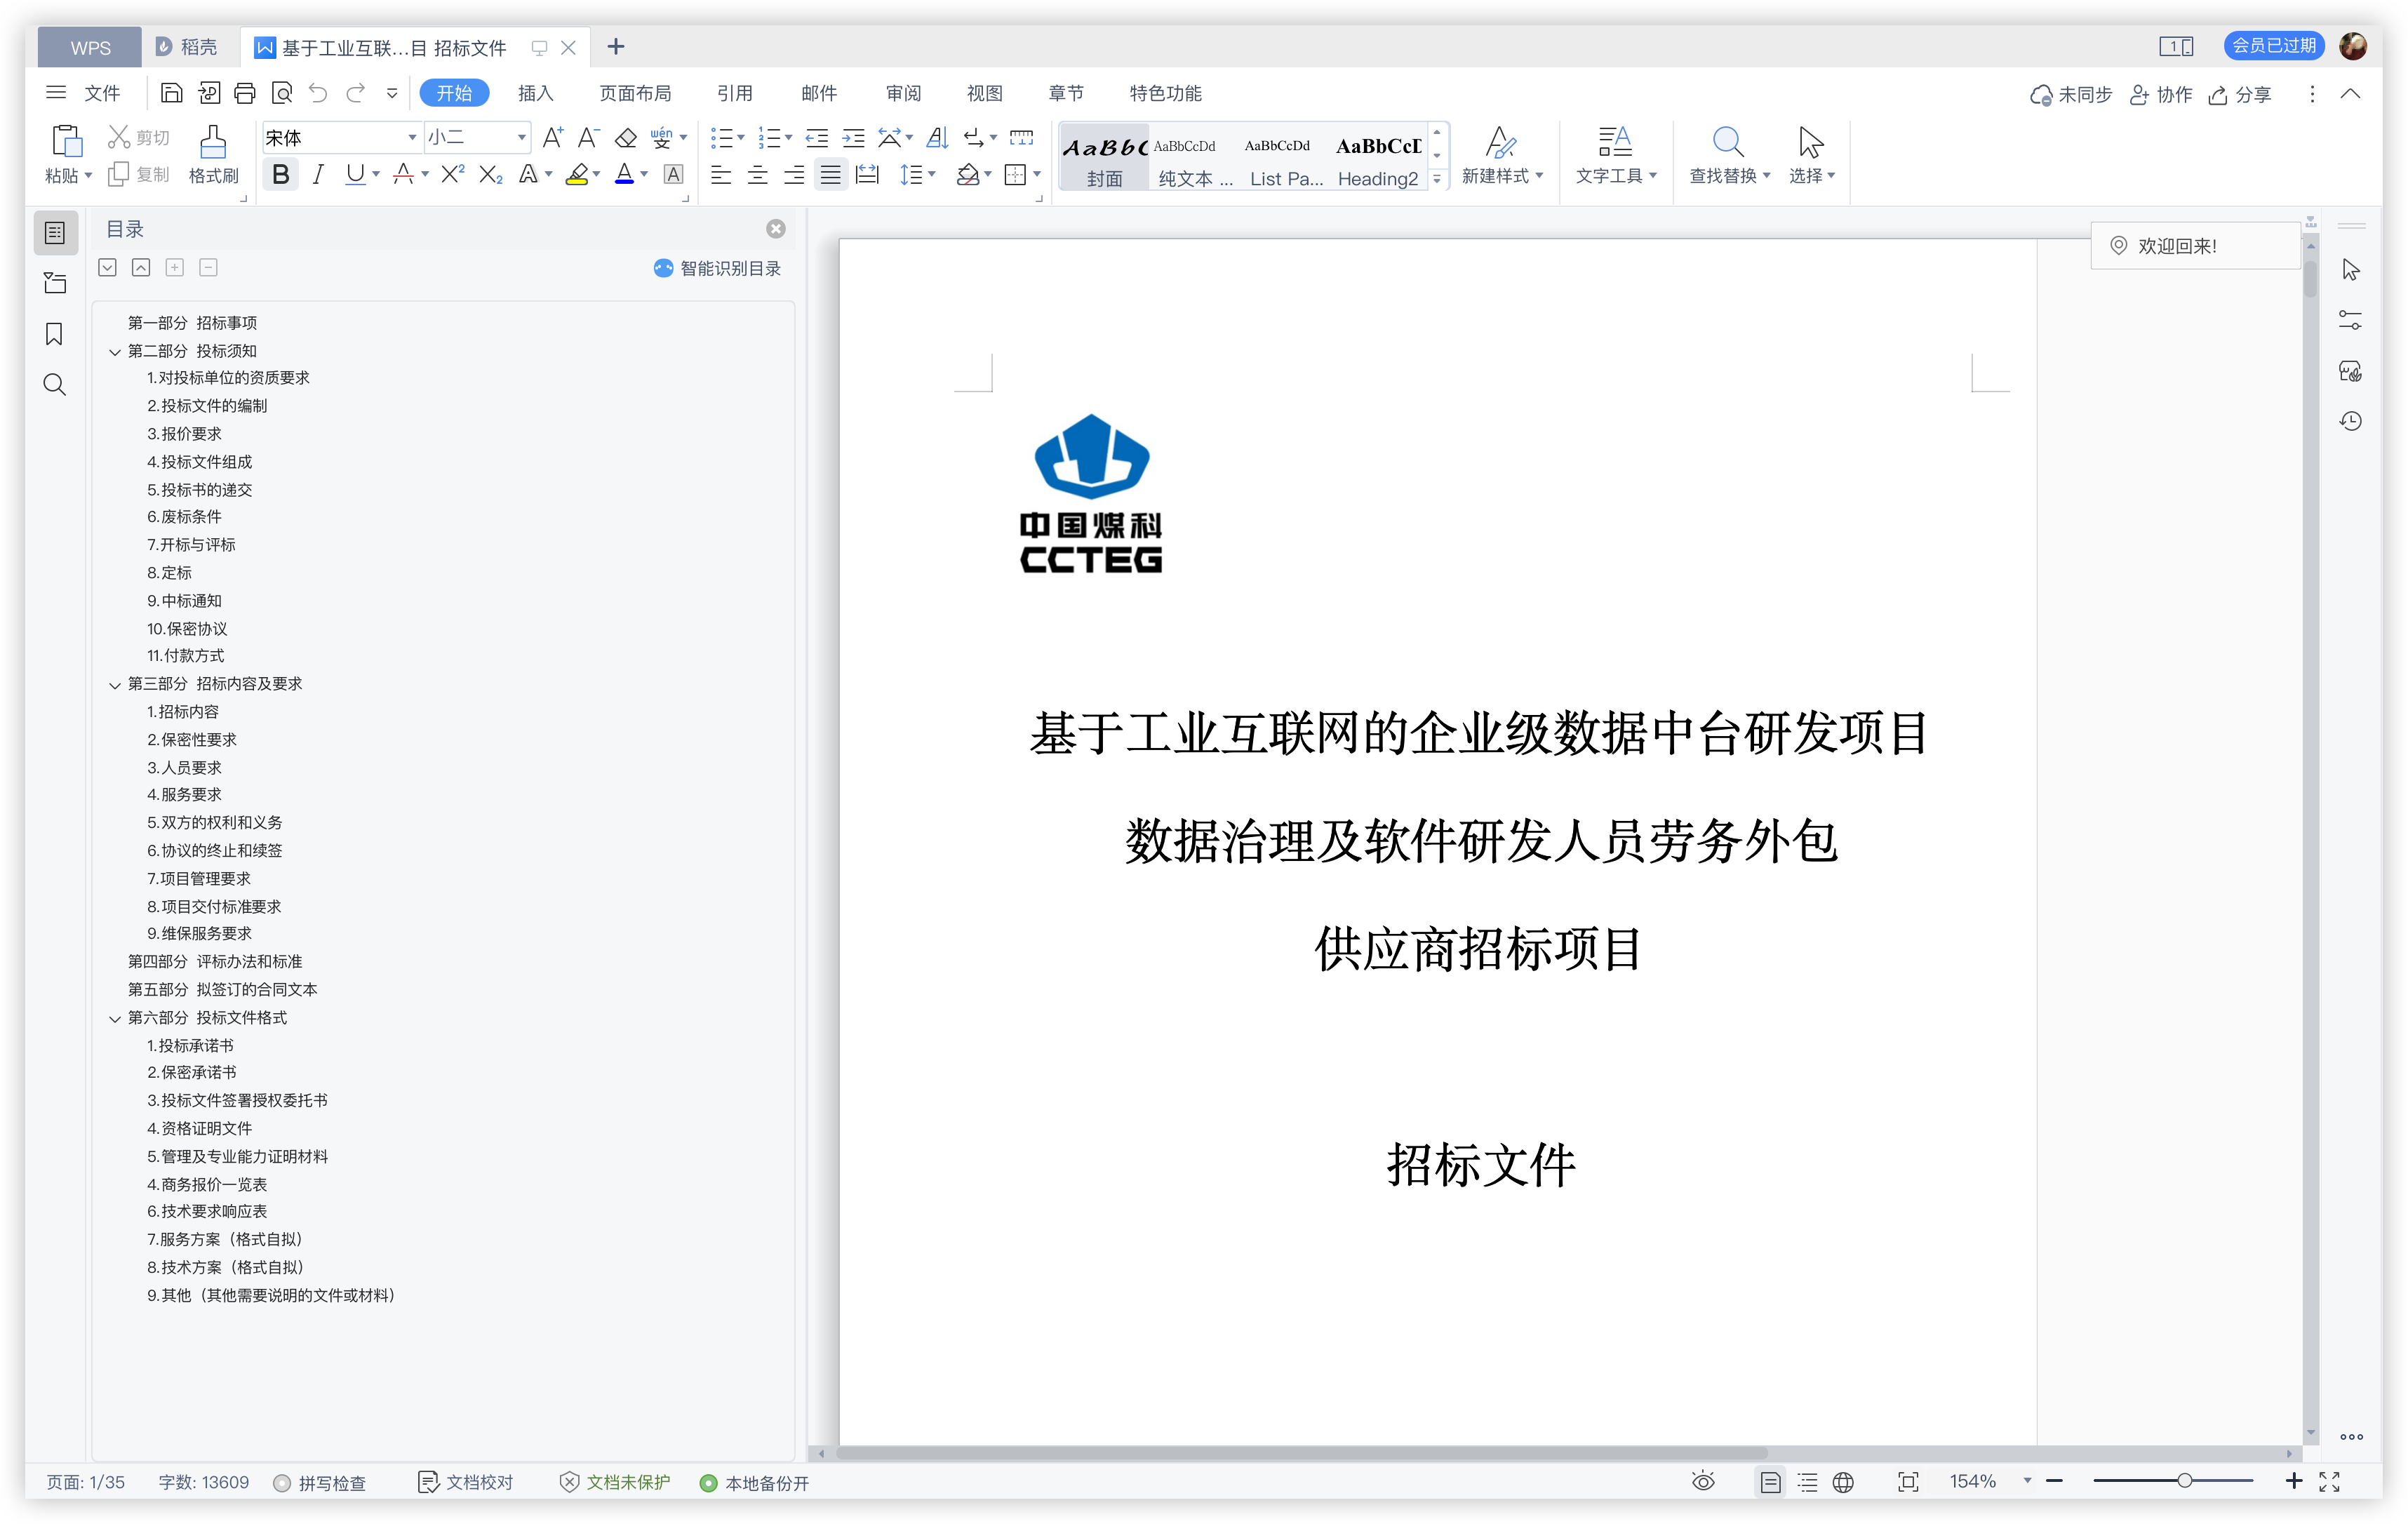 WPS
稻壳
基于工业互联...目 招标文件
1
会员已过期
文件
开始
插入
页面布局
引用
邮件
审阅
视图
章节
特色功能
未同步
协作
分享
粘贴
剪切
复制
格式刷
宋体
小二
wén
AaBbC
封面
AaBbCcDd
纯文本 ...
AaBbCcDd
List Pa...
AaBbCcD
Heading2
新建样式
文字工具
查找替换
选择
目录
智能识别目录
第一部分 招标事项
第二部分 投标须知
1.对投标单位的资质要求
2.投标文件的编制
3.报价要求
4.投标文件组成
5.投标书的递交
6.废标条件
7.开标与评标
8.定标
9.中标通知
10.保密协议
11.付款方式
第三部分 招标内容及要求
1.招标内容
2.保密性要求
3.人员要求
4.服务要求
5.双方的权利和义务
6.协议的终止和续签
7.项目管理要求
8.项目交付标准要求
9.维保服务要求
第四部分 评标办法和标准
第五部分 拟签订的合同文本
第六部分 投标文件格式
1.投标承诺书
2.保密承诺书
3.投标文件签署授权委托书
4.资格证明文件
5.管理及专业能力证明材料
4.商务报价一览表
6.技术要求响应表
7.服务方案（格式自拟）
8.技术方案（格式自拟）
9.其他（其他需要说明的文件或材料）
欢迎回来!
中国煤科
CCTEG
基于工业互联网的企业级数据中台研发项目
数据治理及软件研发人员劳务外包
供应商招标项目
招标文件
页面: 1/35
字数: 13609
拼写检查
文档校对
文档未保护
本地备份开
154%